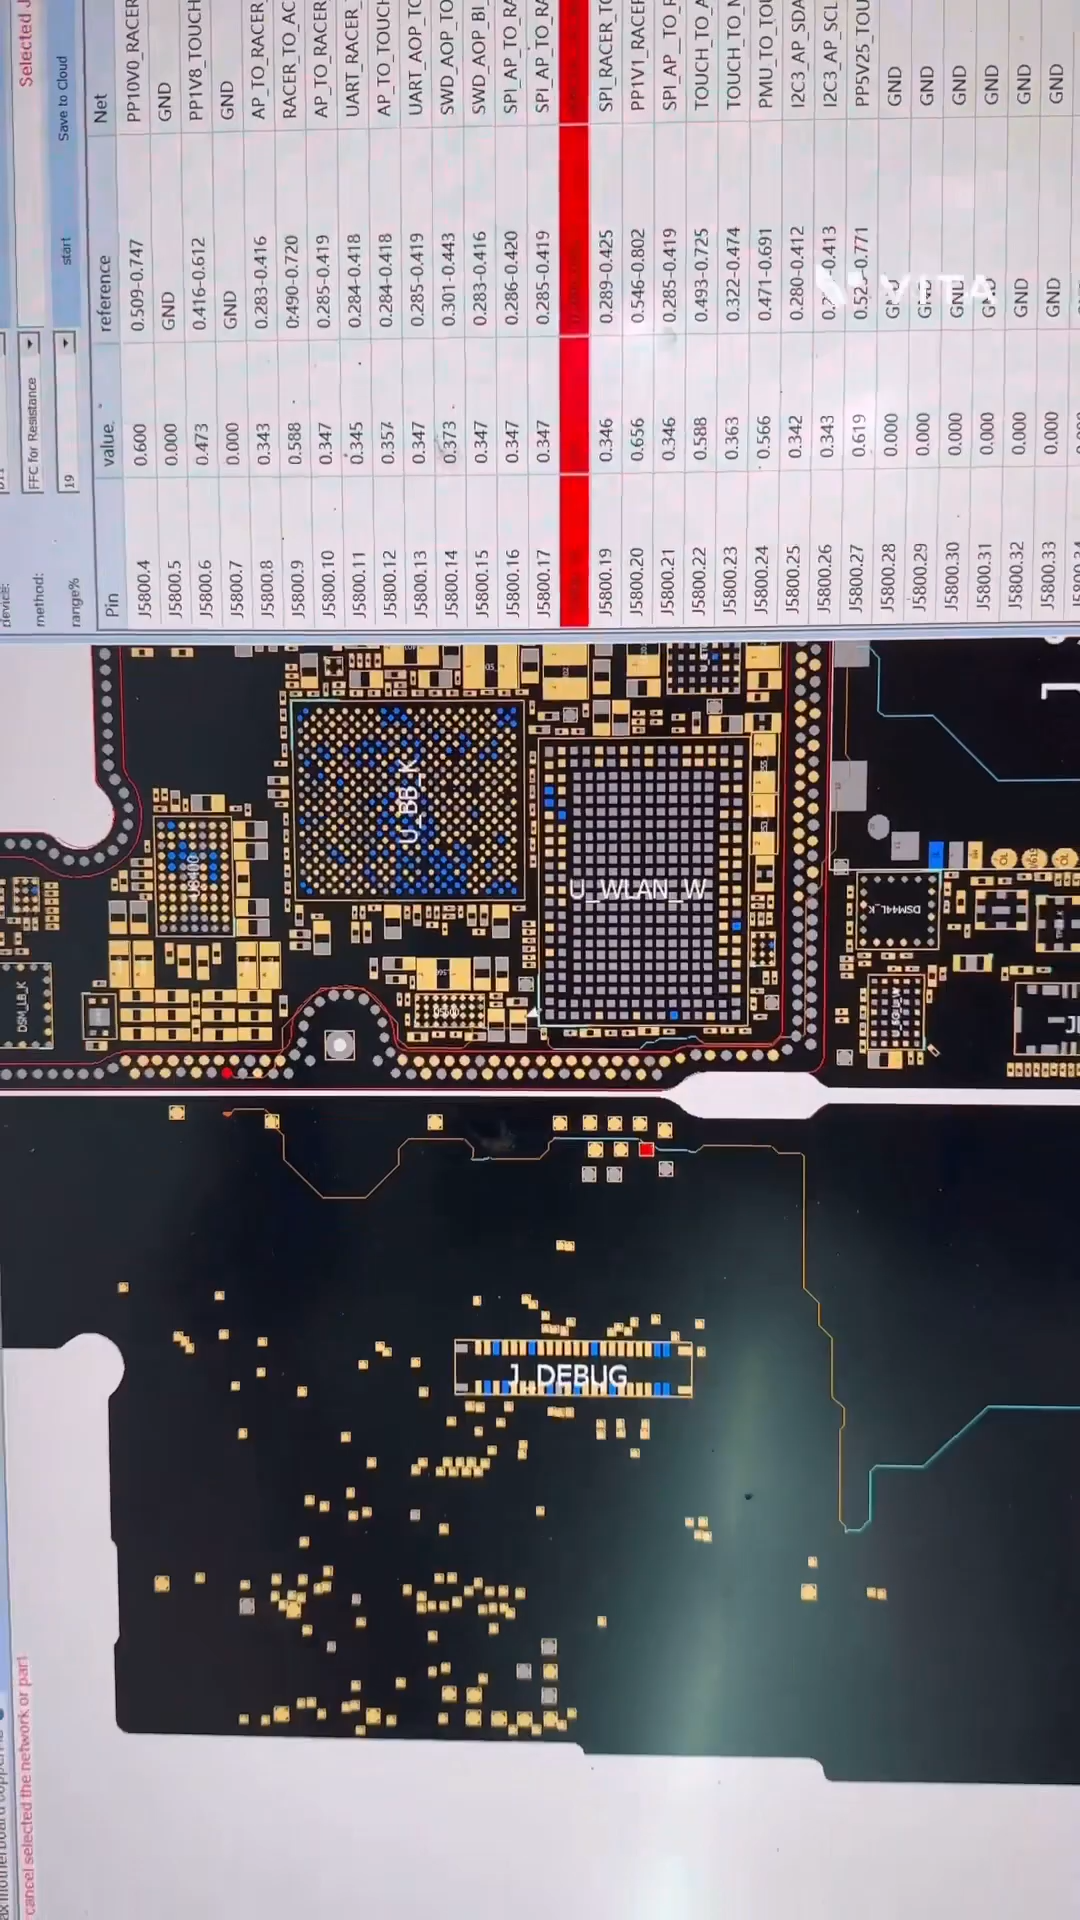 Selected J
Save to Cloud
start
device:
method:
FFC for Resistance
range%
19
Pin value. reference Net
J5800.4 0.600 0.509-0.747 PP10V0_RACER
J5800.5 0.000 GND GND
J5800.6 0.473 0.416-0.612 PP1V8_TOUCH
J5800.7 0.000 GND GND
J5800.8 0.343 0.283-0.416 AP_TO_RACER_
J5800.9 0.588 0.490-0.720 RACER_TO_AC
J5800.10 0.347 0.285-0.419 AP_TO_RACER
J5800.11 0.345 0.284-0.418 UART_RACER_
J5800.12 0.357 0.284-0.418 AP_TO_TOUCH
J5800.13 0.347 0.285-0.419 UART_AOP_TO
J5800.14 0.373 0.301-0.443 SWD_AOP_TO
J5800.15 0.347 0.283-0.416 SWD_AOP_BI_
J5800.16 0.347 0.286-0.420 SPI_AP_TO_RA
J5800.17 0.347 0.285-0.419 SPI_AP_TO_RA
J5800.19 0.346 0.289-0.425 SPI_RACER_TO
J5800.20 0.656 0.546-0.802 PP1V1_RACER
J5800.21 0.346 0.285-0.419 SPI_AP_TO_R
J5800.22 0.588 0.493-0.725 TOUCH_TO_A
J5800.23 0.363 0.322-0.474 TOUCH_TO_
J5800.24 0.566 0.471-0.691 PMU_TO_TOU
J5800.25 0.342 0.280-0.412 I2C3_AP_SDA
J5800.26 0.343 I2C3_AP_SCL
J5800.27 0.619 PP5V25_TOU
J5800.28 0.000 GND GND
J5800.29 0.000 GND GND
J5800.30 0.000 GND GND
J5800.31 0.000 GND GND
J5800.32 0.000 GND GND
J5800.33 0.000 GND GND
VITA
U_BB_K
U_WLAN_W
DSM_LB_K
DSM44L_K
J_DEBUG
cancel selected the network or part